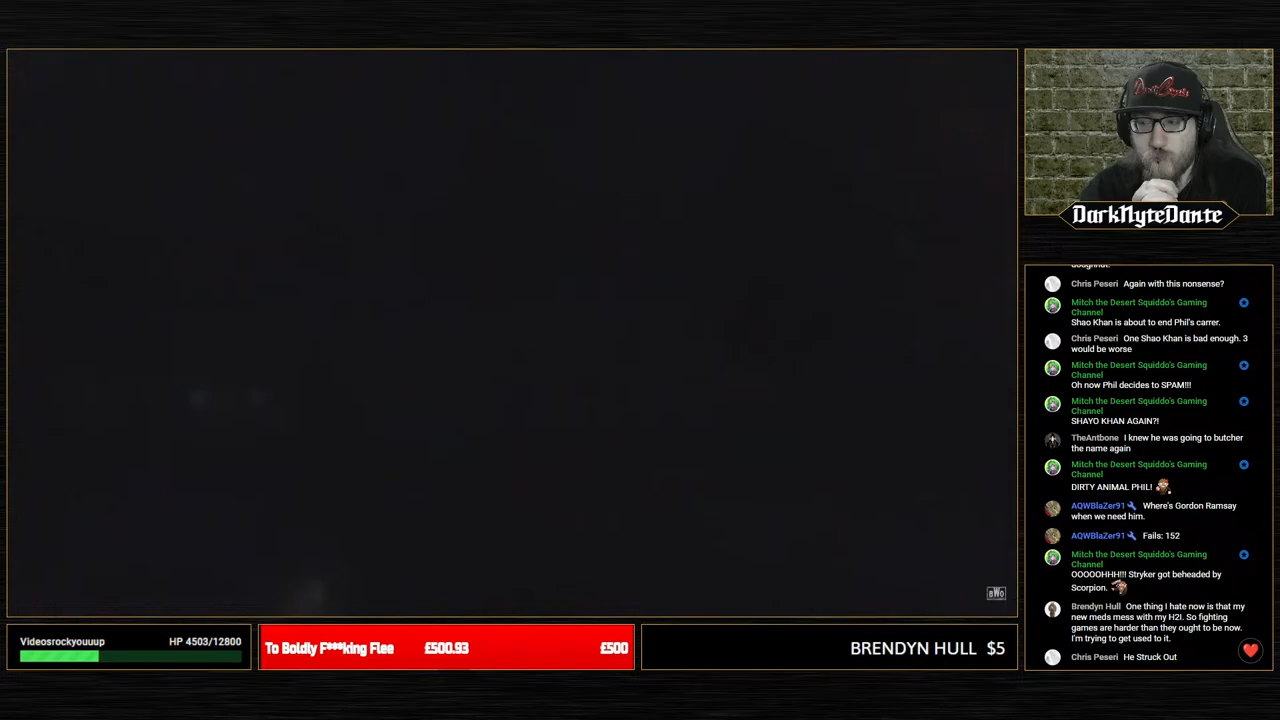 DarkNyteDante
doughnut.
Chris Peseri Again with this nonsense?
Mitch the Desert Squiddo's Gaming
Channel
Shao Khan is about to end Phil's carrer.
Chris Peseri One Shao Khan is bad enough. 3
would be worse
Mitch the Desert Squiddo's Gaming
Channel
Oh now Phil decides to SPAM!!!
Mitch the Desert Squiddo's Gaming
Channel
SHAYO KHAN AGAIN?!
TheAntbone I knew he was going to butcher
the name again
Mitch the Desert Squiddo's Gaming
Channel
DIRTY ANIMAL PHIL!
AQWBlaZer91 Where's Gordon Ramsay
when we need him.
AQWBlaZer91 Fails: 152
Mitch the Desert Squiddo's Gaming
Channel
OOOOOHHH!!! Stryker got beheaded by
Scorpion.
Brendyn Hull One thing I hate now is that my
new meds mess with my H2I. So fighting
games are harder than they ought to be now.
I'm trying to get used to it.
Chris Peseri He Struck Out
BWO
Videosrockyouuup HP 4503/12800
To Boldly F***king Flee £500.93 £500
BRENDYN HULL $5